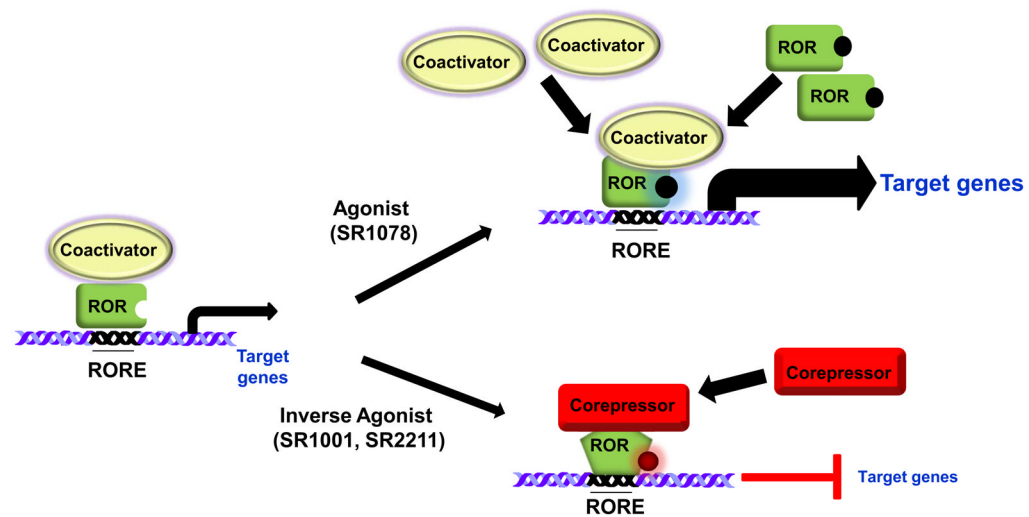 Coactivator
Coactivator
ROR
ROR
Coactivator
ROR
Target genes
RORE
Agonist
(SR1078)
Coactivator
ROR
Target
genes
RORE
Inverse Agonist
(SR1001, SR2211)
Corepressor
Corepressor
ROR
Target genes
RORE